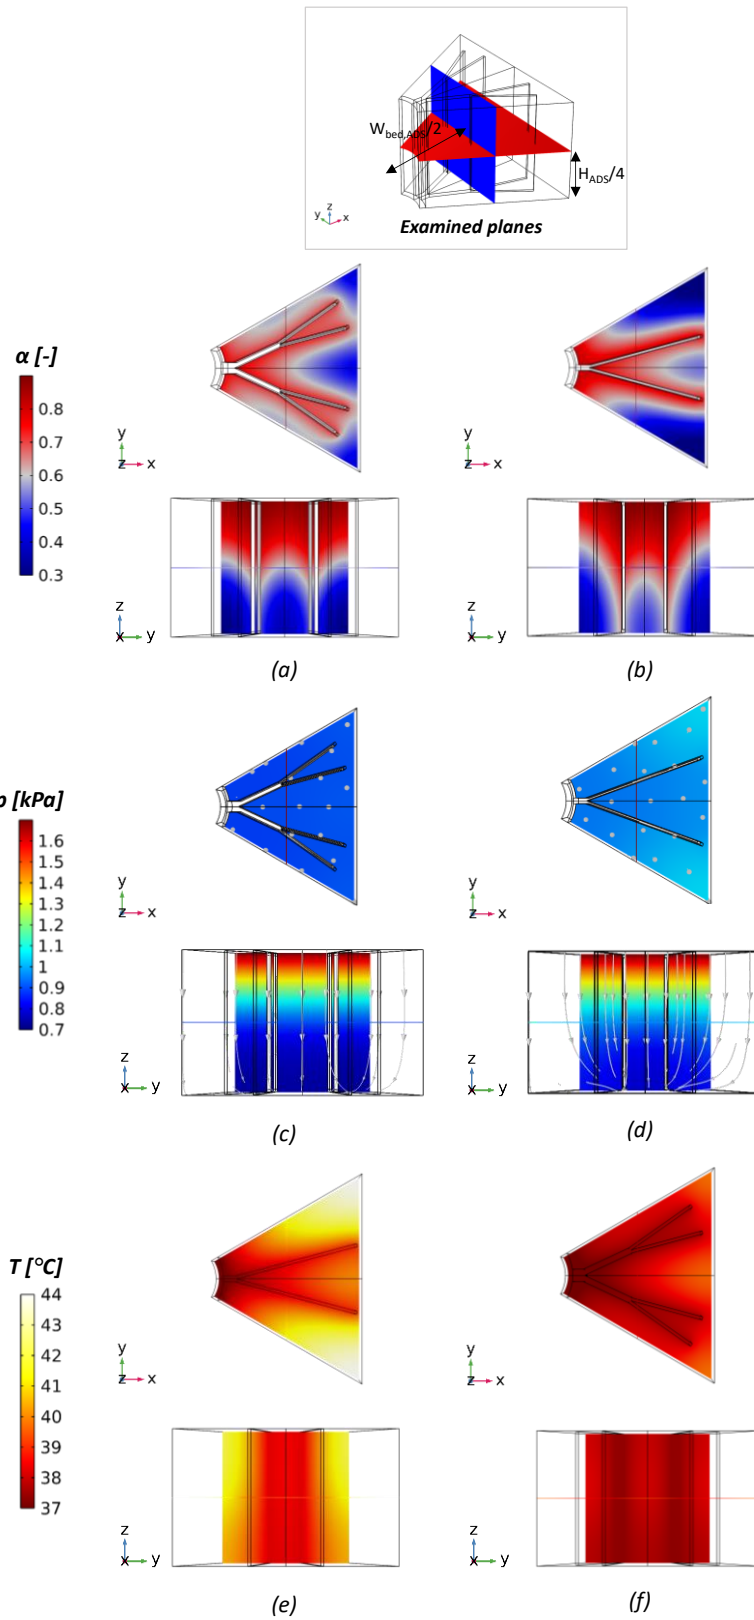 W_bed,ADS/2
H_ADS/4
z
y
x
Examined planes
α [-]
0.8
0.7
0.6
0.5
0.4
0.3
y
z
x
y
z
x
z
x
y
z
x
y
(a)
(b)
p [kPa]
1.6
1.5
1.4
1.3
1.2
1.1
1
0.9
0.8
0.7
y
z
x
y
z
x
z
x
y
z
x
y
(c)
(d)
T [°C]
44
43
42
41
40
39
38
37
y
z
x
y
z
x
z
x
y
z
x
y
(e)
(f)